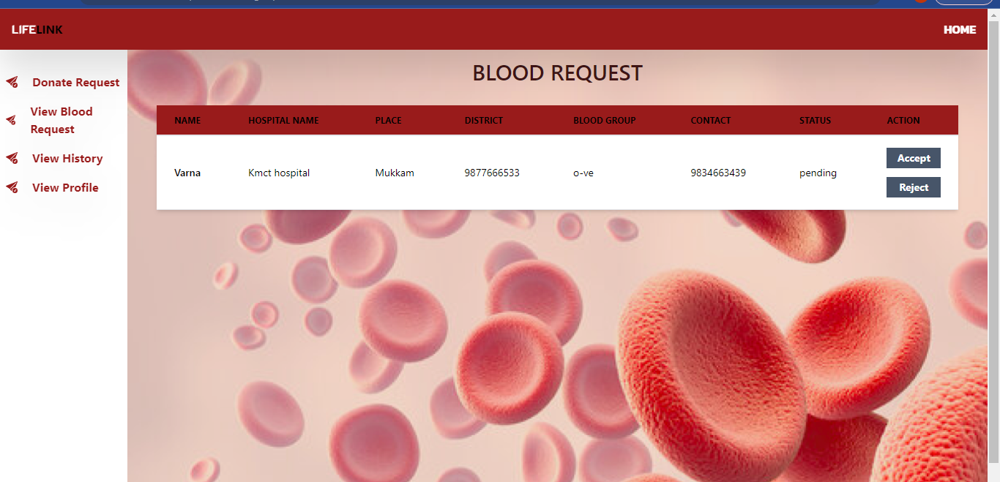 LIFELINK
HOME
Donate Request
View Blood
Request
View History
View Profile
BLOOD REQUEST
NAME HOSPITAL NAME PLACE DISTRICT BLOOD GROUP CONTACT STATUS ACTION
Varna Kmct hospital Mukkam 9877666533 o-ve 9834663439 pending
Accept
Reject